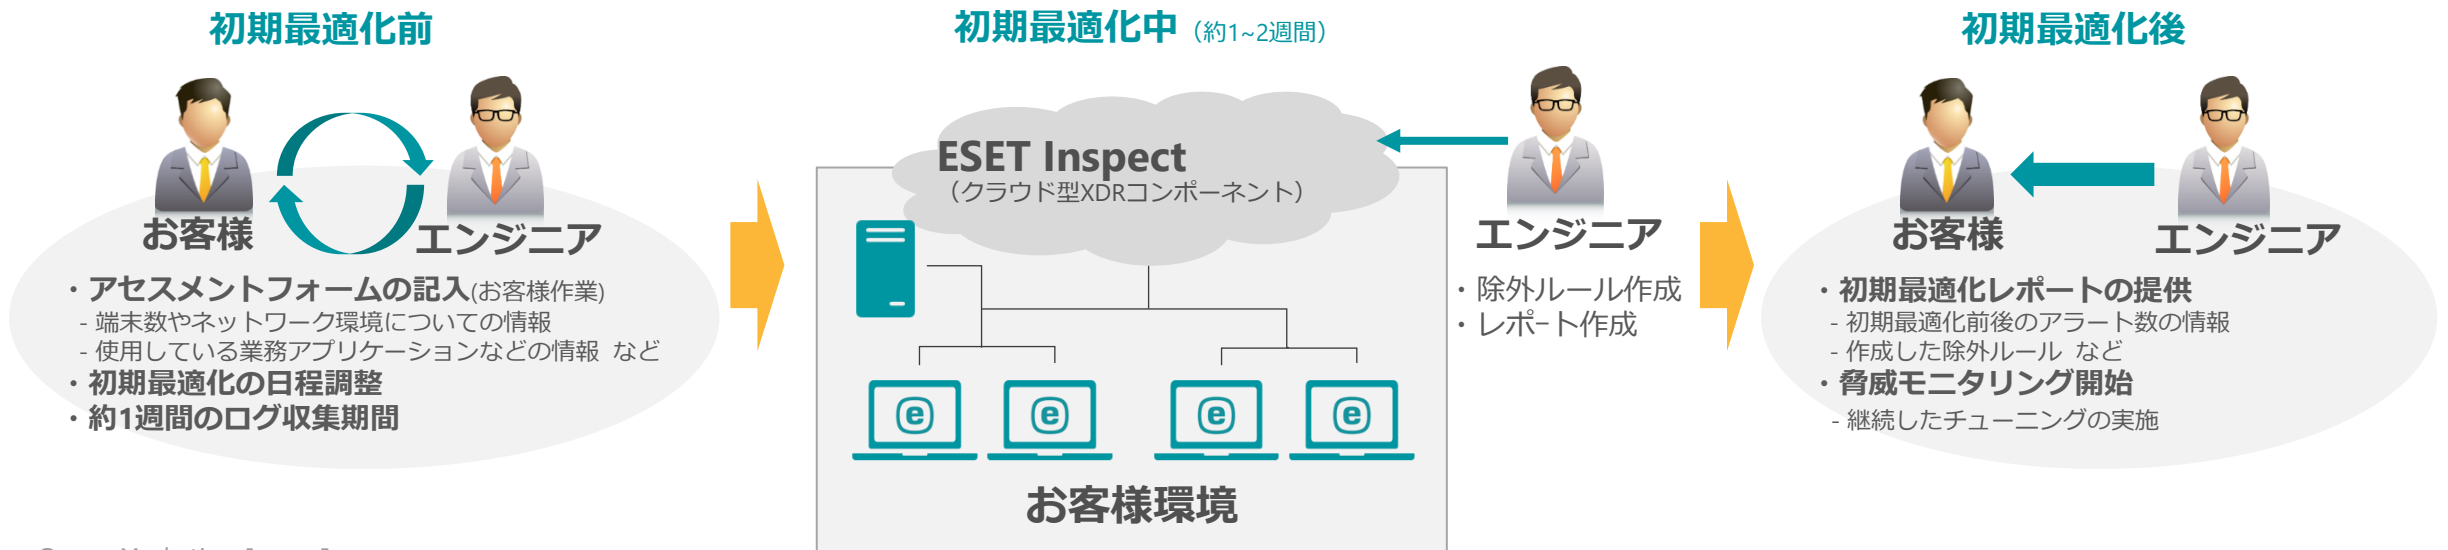 初期最適化前
お客様
エンジニア
・アセスメントフォームの記入(お客様作業)
- 端末数やネットワーク環境についての情報
- 使用している業務アプリケーションなどの情報 など
・初期最適化の日程調整
・約1週間のログ収集期間
初期最適化中（約1~2週間）
ESET Inspect
（クラウド型XDRコンポーネント）
e
e
e
e
お客様環境
エンジニア
・除外ルール作成
・レポート作成
初期最適化後
お客様
エンジニア
・初期最適化レポートの提供
- 初期最適化前後のアラート数の情報
- 作成した除外ルール など
・脅威モニタリング開始
- 継続したチューニングの実施